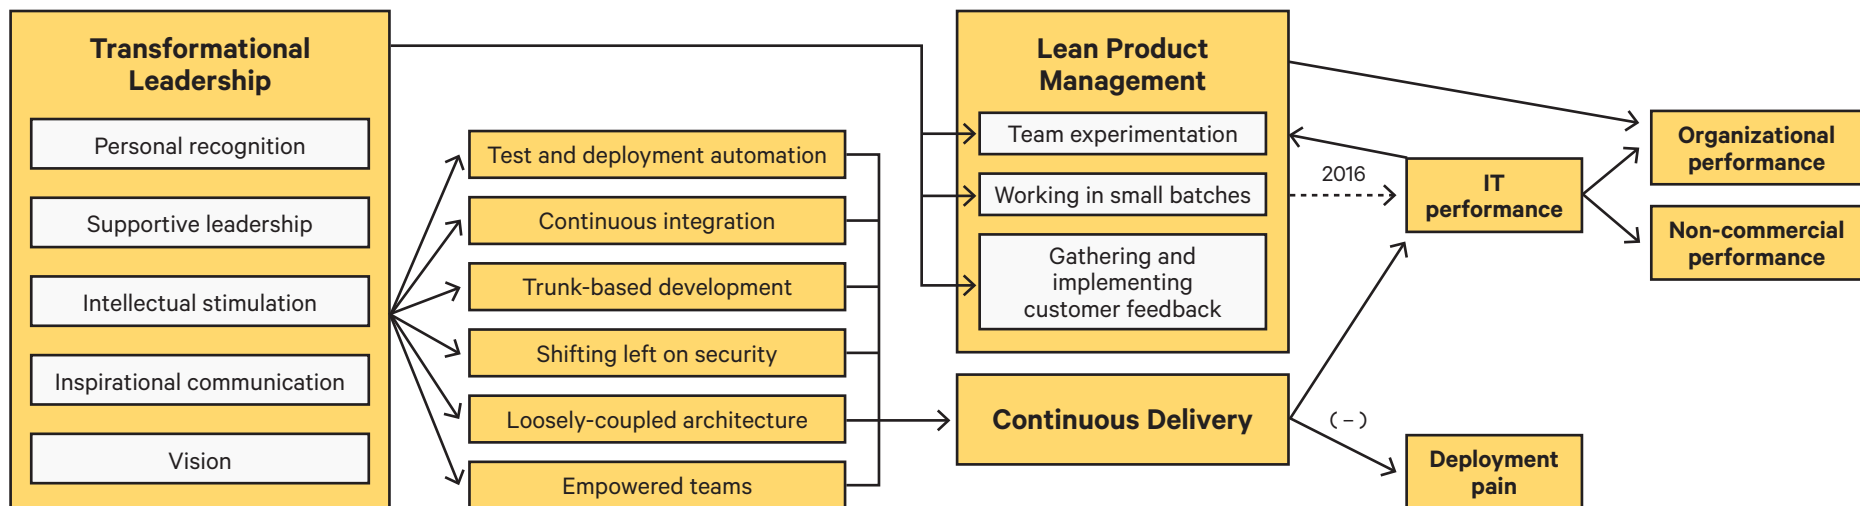 Transformational
Leadership
Personal recognition
Supportive leadership
Intellectual stimulation
Inspirational communication
Vision
Test and deployment automation
Continuous integration
Trunk-based development
Shifting left on security
Loosely-coupled architecture
Empowered teams
Lean Product
Management
Team experimentation
Working in small batches
Gathering and
implementing
customer feedback
Continuous Delivery
2016
(-)
IT
performance
Deployment
pain
Organizational
performance
Non-commercial
performance